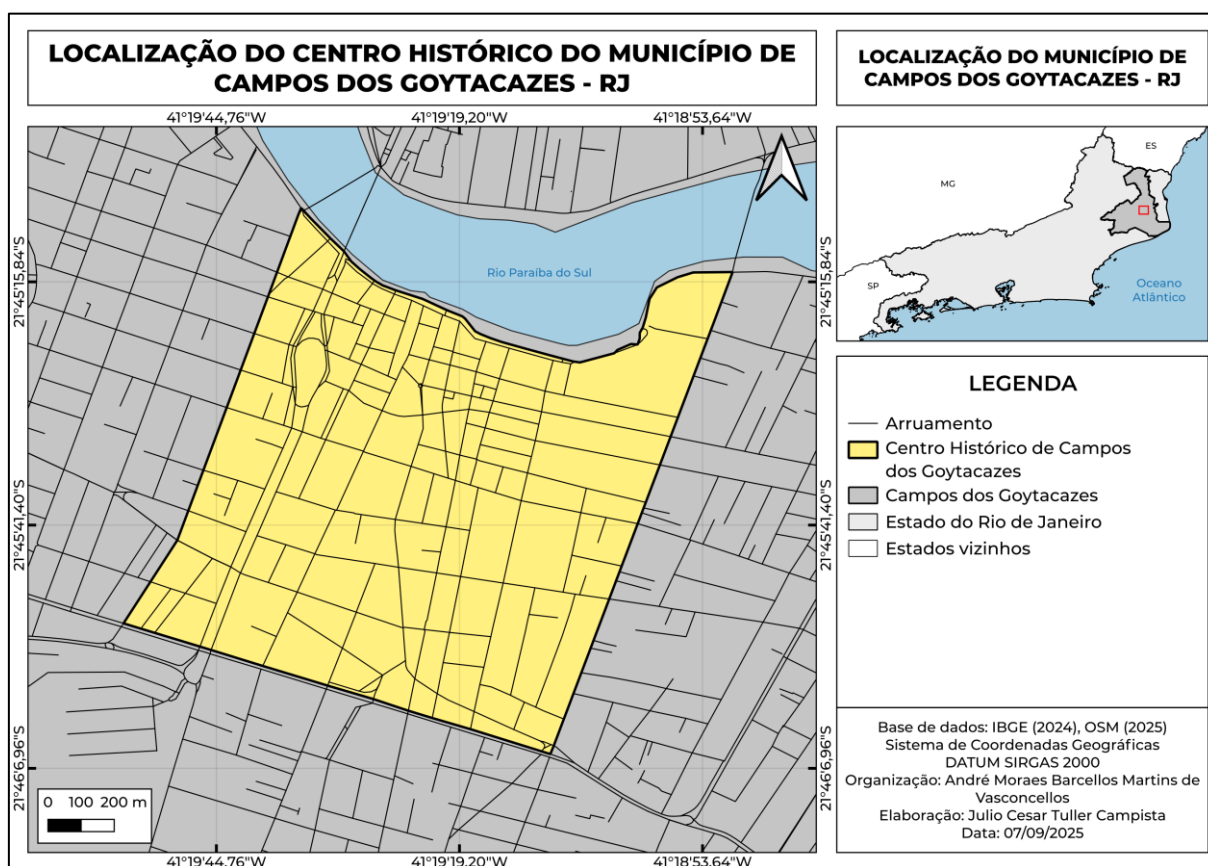 LOCALIZAÇÃO DO CENTRO HISTÓRICO DO MUNICÍPIO DE
CAMPOS DOS GOYTACAZES - RJ
41°19'44,76"W
41°19'19,20"W
41°18'53,64"W
21°45'15,84"S
21°45'15,84"S
Rio Paraíba do Sul
21°45'41,40"S
21°45'41,40"S
21°46'6,96"S
21°46'6,96"S
0 100 200 m
41°19'44,76"W
41°19'19,20"W
41°18'53,64"W
LOCALIZAÇÃO DO MUNICÍPIO DE
CAMPOS DOS GOYTACAZES - RJ
ES
MG
SP
Oceano
Atlântico
LEGENDA
Arruamento
Centro Histórico de Campos
dos Goytacazes
Campos dos Goytacazes
Estado do Rio de Janeiro
Estados vizinhos
Base de dados: IBGE (2024), OSM (2025)
Sistema de Coordenadas Geográficas
DATUM SIRGAS 2000
Organização: André Moraes Barcellos Martins de
Vasconcellos
Elaboração: Julio Cesar Tuller Campista
Data: 07/09/2025